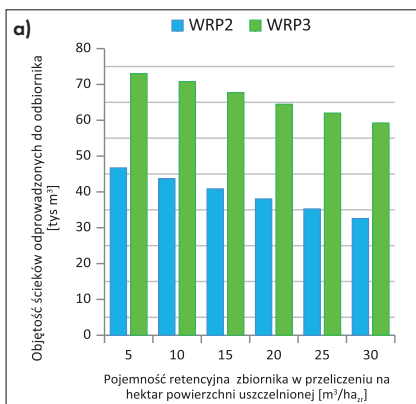 a)
WRP2 WRP3
Objętość ścieków odprowadzonych do odbiornika
[tys m³]
80
70
60
50
40
30
20
10
0
5 10 15 20 25 30
Pojemność retencyjna zbiornika w przeliczeniu na
hektar powierzchni uszczelnionej [m³/ha_zr]